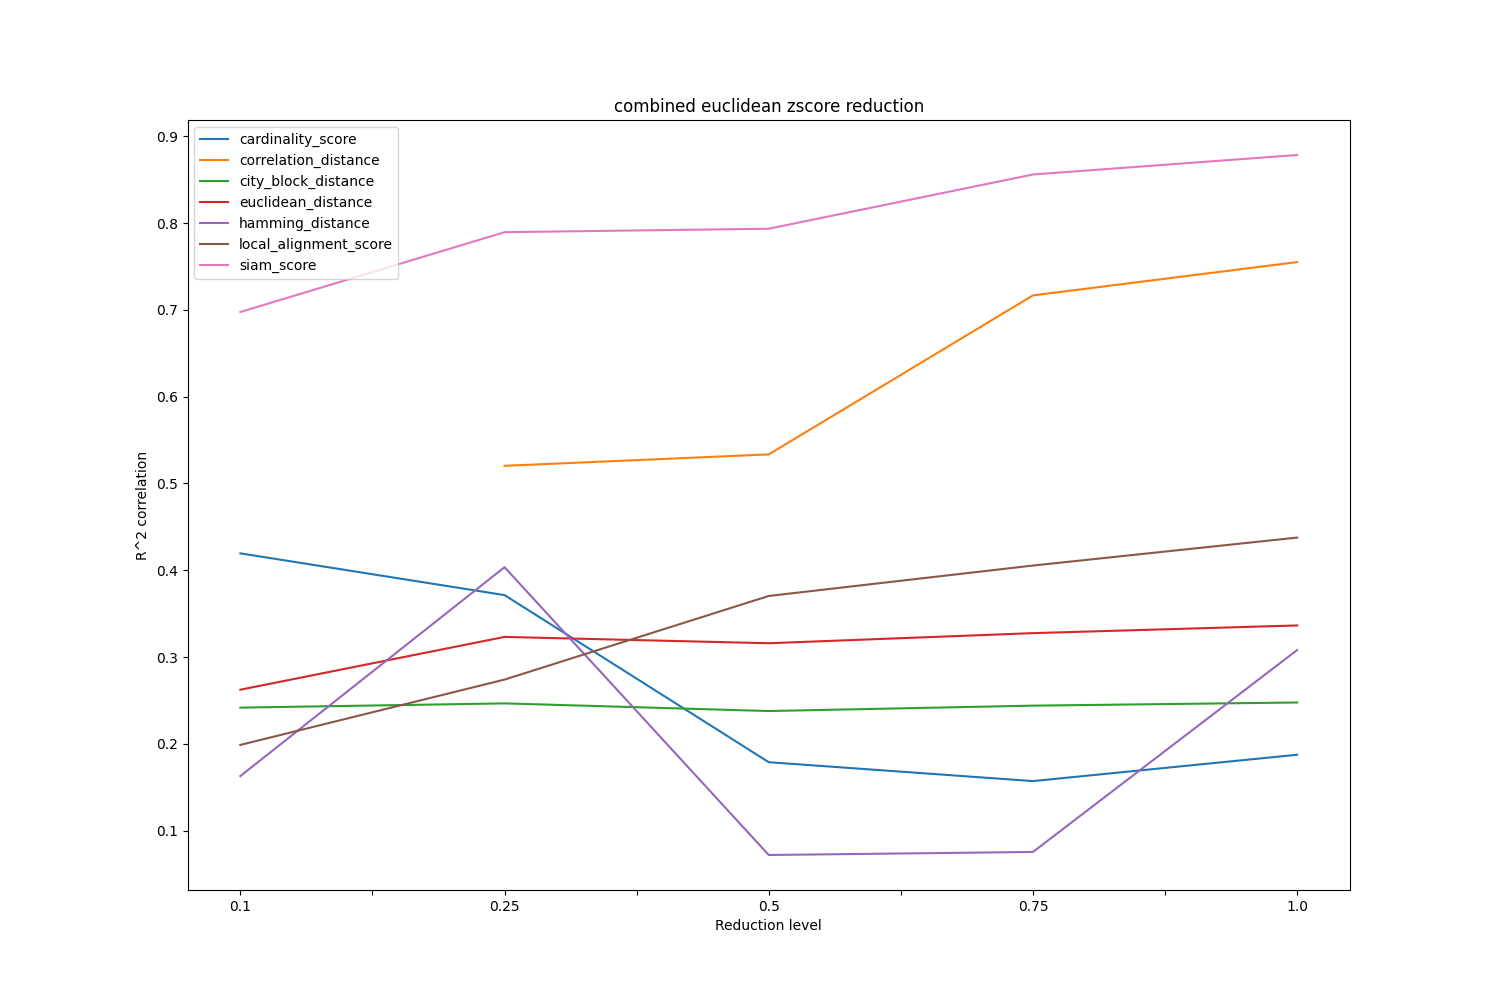 combined euclidean zscore reduction
cardinality_score
correlation_distance
city_block_distance
euclidean_distance
hamming_distance
local_alignment_score
siam_score
R^2 correlation
0.9
0.8
0.7
0.6
0.5
0.4
0.3
0.2
0.1
0.1 0.25 0.5 0.75 1.0
Reduction level